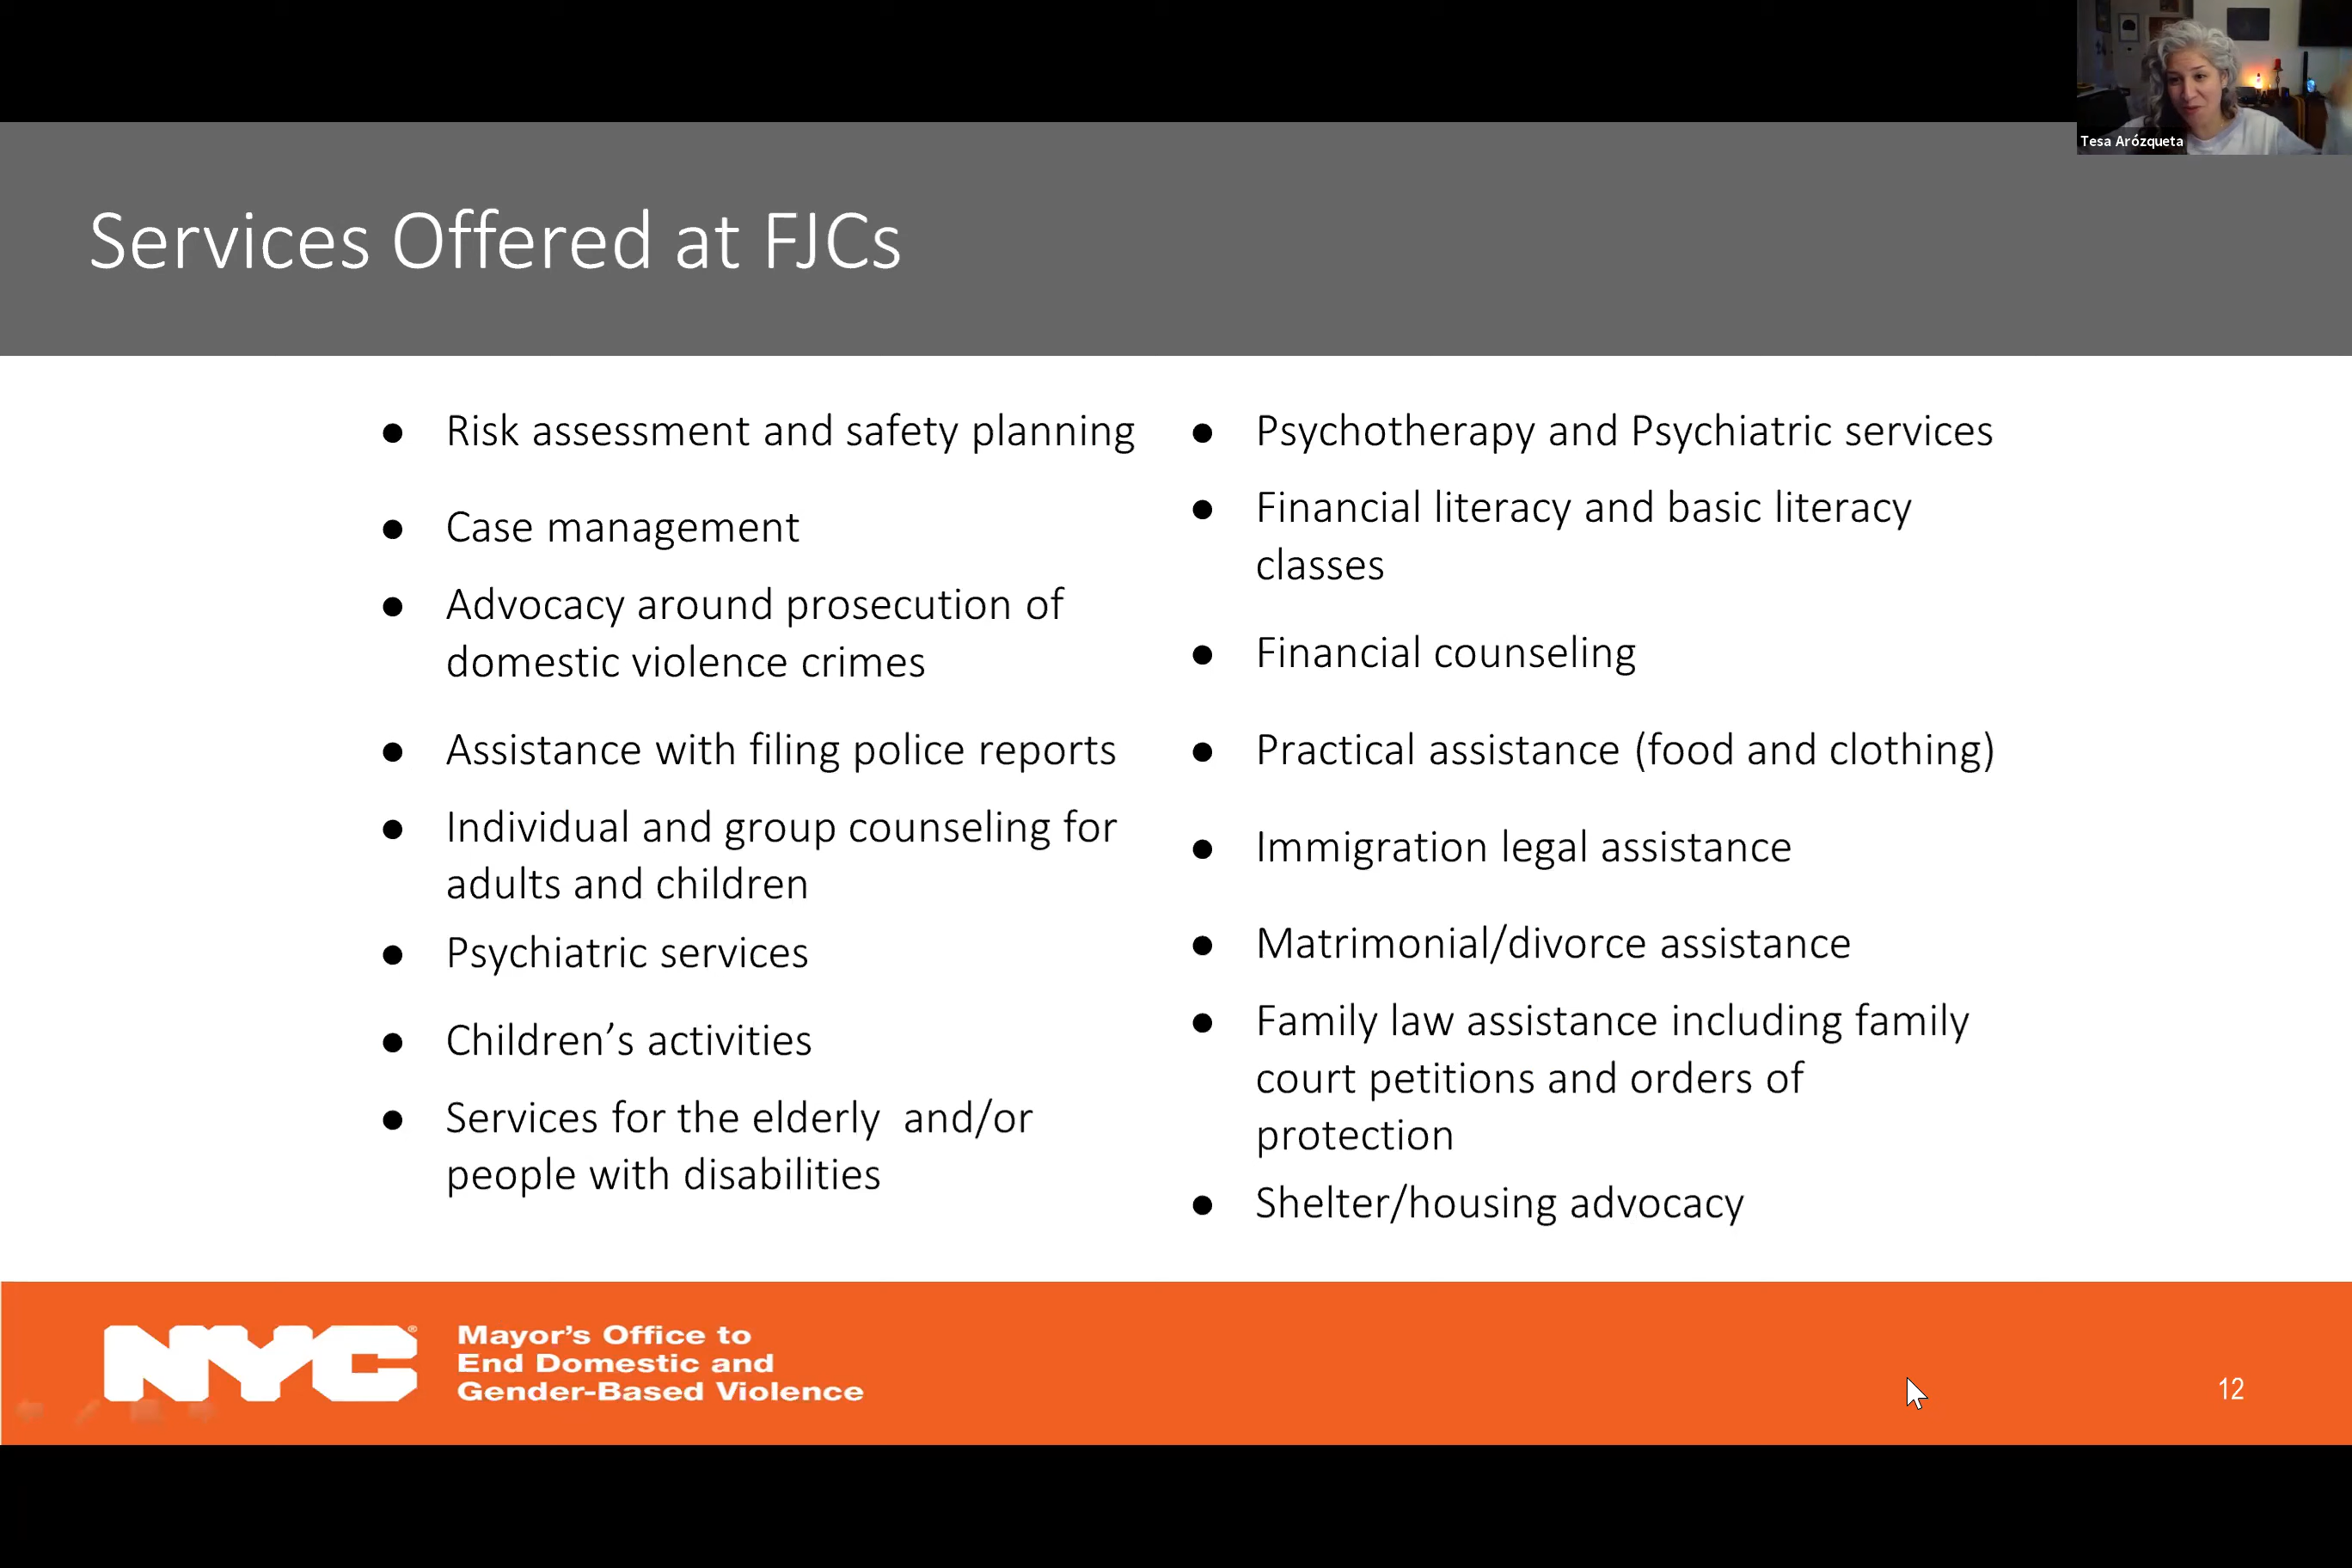 Tesa Arózqueta
Services Offered at FJCs
● Risk assessment and safety planning
● Case management
● Advocacy around prosecution of
domestic violence crimes
● Assistance with filing police reports
● Individual and group counseling for
adults and children
● Psychiatric services
● Children’s activities
● Services for the elderly  and/or
people with disabilities
● Psychotherapy and Psychiatric services
● Financial literacy and basic literacy
classes
● Financial counseling
● Practical assistance (food and clothing)
● Immigration legal assistance
● Matrimonial/divorce assistance
● Family law assistance including family
court petitions and orders of
protection
● Shelter/housing advocacy
NYC®
Mayor’s Office to
End Domestic and
Gender-Based Violence
12